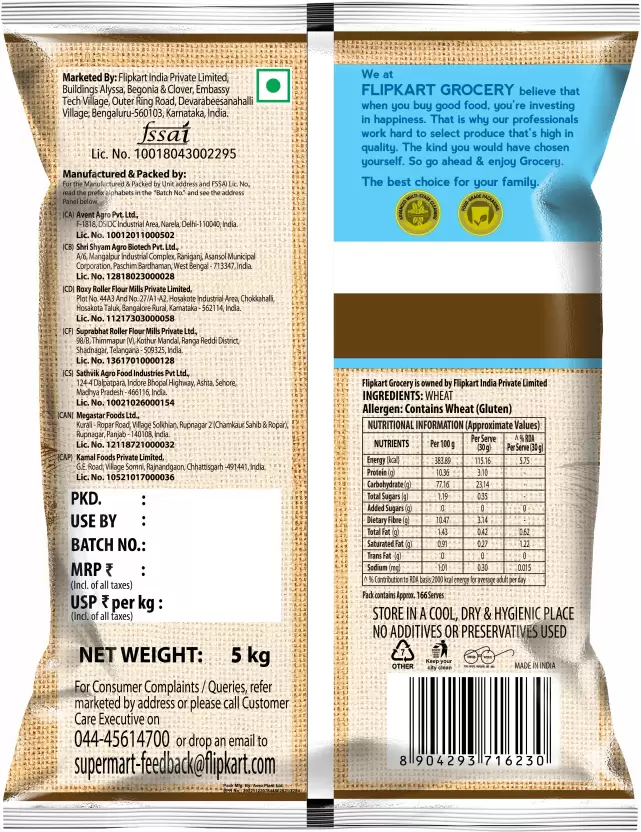 Marketed By: Flipkart India Private Limited,
Buildings Alyssa, Begonia & Clover, Embassy
Tech Village, Outer Ring Road, Devarabeesanahalli
Village, Bengaluru-560103, Karnataka, India.
fssai
Lic. No. 10018043002295
Manufactured & Packed by:
For the Manufactured & Packed by Unit address and FSSAI Lic. No.,
read the prefix alphabets in the "Batch No." and see the address
Panel below.
(CA) Avent Agro Pvt. Ltd.,
F-1818, DSIDC Industrial Area, Narela, Delhi-110040, India.
Lic. No. 10012011000502
(CB) Shri Shyam Agro Biotech Pvt. Ltd.,
A/6, Mangalpur Industrial Complex, Raniganj, Asansol Municipal
Corporation, Paschim Bardhaman, West Bengal - 713347, India.
Lic. No. 12818023000028
(CD) Roxy Roller Flour Mills Private Limited,
Plot No. 44A3 And No. 27/A1-A2, Hosakote Industrial Area, Chokkahalli,
Hosakota Taluk, Bangalore Rural, Karnataka - 562114, India.
Lic. No. 11217303000058
(CF) Suprabhat Roller Flour Mills Private Ltd.,
98/B, Thimmapur (V), Kothur Mandal, Ranga Reddi District,
Shadnagar, Telangana - 509325, India.
Lic. No. 13617010000128
(CS) Sathvik Agro Food Industries Pvt Ltd.,
124-4 Dalpatpara, Indore Bhopal Highway, Ashta, Sehore,
Madhya Pradesh - 466116, India.
Lic. No. 10021026000154
(CAN) Megastar Foods Ltd.,
Kurali - Ropar Road, Village Solkhian, Rupnagar 2 (Chamkaur Sahib & Ropar),
Rupnagar, Panjab - 140108, India.
Lic. No. 12118721000032
(CAP) Kamal Foods Private Limited,
G.E. Road, Village Somni, Rajnandgaon, Chhattisgarh -491441, India.
Lic. No. 10521017000036
PKD. :
USE BY :
BATCH NO. :
MRP ₹ :
(Incl. of all taxes)
USP ₹ per kg :
(Incl. of all taxes)
NET WEIGHT: 5 kg
For Consumer Complaints / Queries, refer
marketed by address or please call Customer
Care Executive on
044-45614700 or drop an email to
supermart-feedback@flipkart.com
We at
FLIPKART GROCERY believe that
when you buy good food, you're investing
in happiness. That is why our professionals
work hard to select produce that's high in
quality. The kind you would have chosen
yourself. So go ahead & enjoy Grocery.
The best choice for your family.
Flipkart Grocery is owned by Flipkart India Private Limited
INGREDIENTS: WHEAT
Allergen: Contains Wheat (Gluten)
NUTRITIONAL INFORMATION (Approximate Values)
NUTRIENTS Per 100 g Per Serve (30 g) ^ % RDA Per Serve (30 g)
Energy (kcal) 383.89 115.16 5.75
Protein (g) 10.36 3.10 -
Carbohydrate (g) 77.16 23.14 -
Total Sugars (g) 1.19 0.35 -
Added Sugars (g) 0 0 0
Dietary Fibre (g) 10.47 3.14 -
Total Fat (g) 1.43 0.42 0.62
Saturated Fat (g) 0.91 0.27 1.22
Trans Fat (g) 0 0 0
Sodium (mg) 1.01 0.30 0.015
^ % Contribution to RDA basis 2000 kcal energy for average adult per day
Pack contains Approx. 166 Serves
STORE IN A COOL, DRY & HYGIENIC PLACE
NO ADDITIVES OR PRESERVATIVES USED
7
OTHER
Keep your
city clean
MADE IN INDIA
8 904293 716230